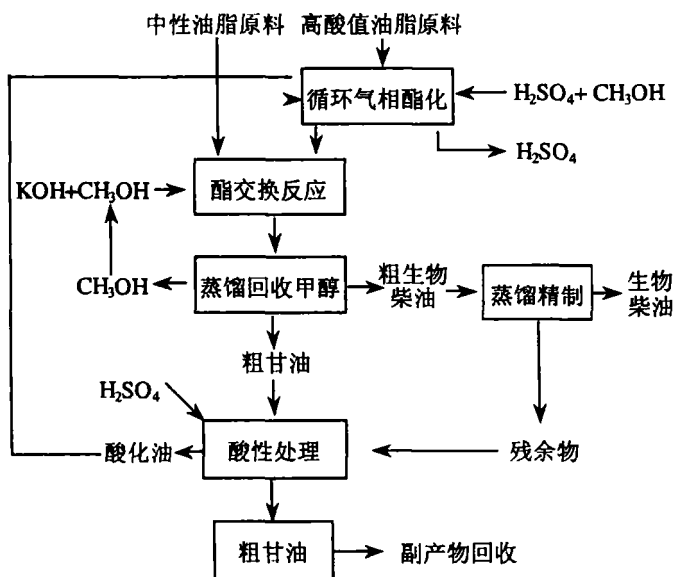 中性油脂原料 高酸值油脂原料
循环气相酯化
H₂SO₄+ CH₃OH
H₂SO₄
KOH+CH₃OH
酯交换反应
CH₃OH
蒸馏回收甲醇
粗生物
柴油
蒸馏精制
生物
柴油
粗甘油
H₂SO₄
酸化油
酸性处理
残余物
粗甘油
副产物回收